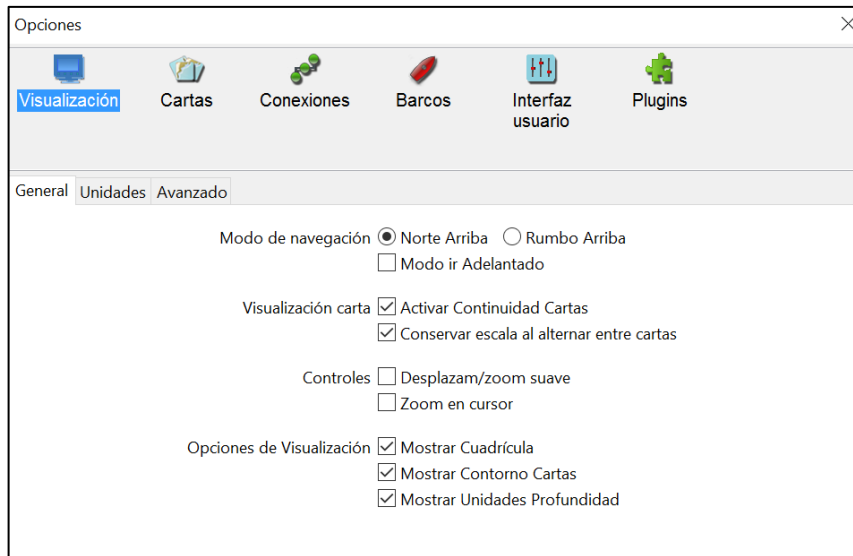 Opciones
Visualización
Cartas
Conexiones
Barcos
Interfaz
usuario
Plugins
General Unidades Avanzado
Modo de navegación Norte Arriba Rumbo Arriba
Modo ir Adelantado
Visualización carta Activar Continuidad Cartas
Conservar escala al alternar entre cartas
Controles Desplazam/zoom suave
Zoom en cursor
Opciones de Visualización Mostrar Cuadrícula
Mostrar Contorno Cartas
Mostrar Unidades Profundidad